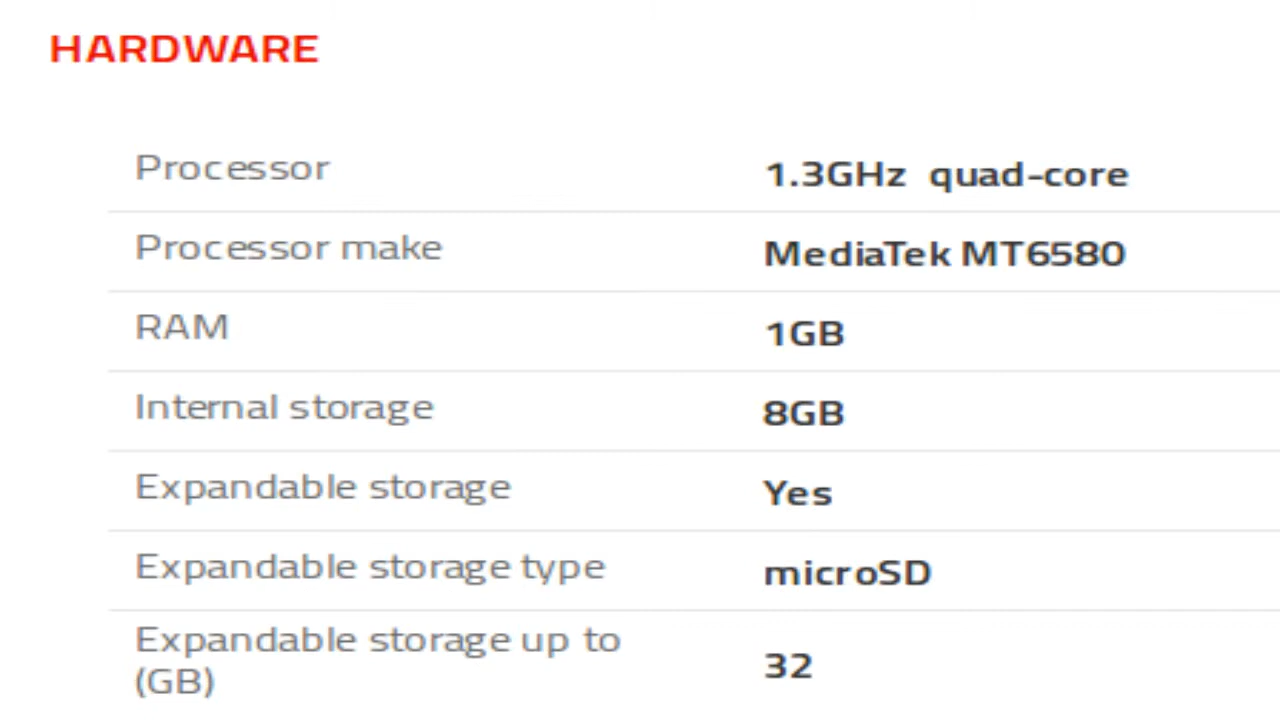 HARDWARE
Processor 1.3GHz quad-core
Processor make MediaTek MT6580
RAM 1GB
Internal storage 8GB
Expandable storage Yes
Expandable storage type microSD
Expandable storage up to
(GB) 32